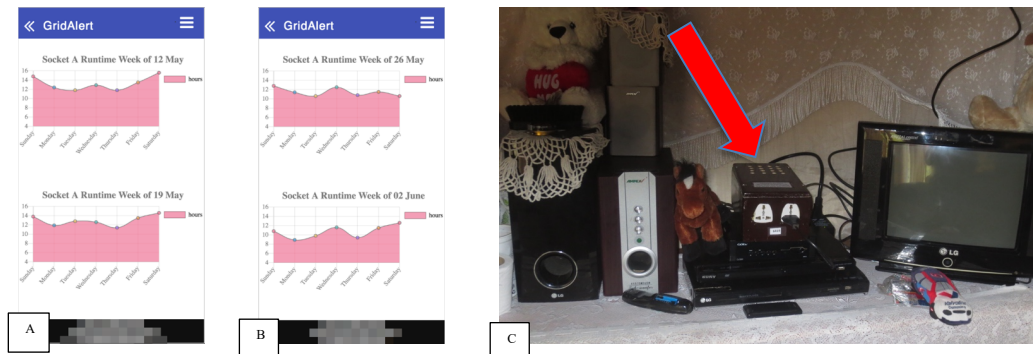 GridAlert
Socket A Runtime Week of 12 May
16
14
12
10
8
6
4
hours
Sunday
Monday
Tuesday
Wednesday
Thursday
Friday
Saturday
Socket A Runtime Week of 19 May
16
14
12
10
8
6
4
hours
Sunday
Monday
Tuesday
Wednesday
Thursday
Friday
Saturday
A
GridAlert
Socket A Runtime Week of 26 May
16
14
12
10
8
6
4
hours
Sunday
Monday
Tuesday
Wednesday
Thursday
Friday
Saturday
Socket A Runtime Week of 02 June
16
14
12
10
8
6
4
hours
Sunday
Monday
Tuesday
Wednesday
Thursday
Friday
Saturday
B
HUG
LG
LG
LG
C